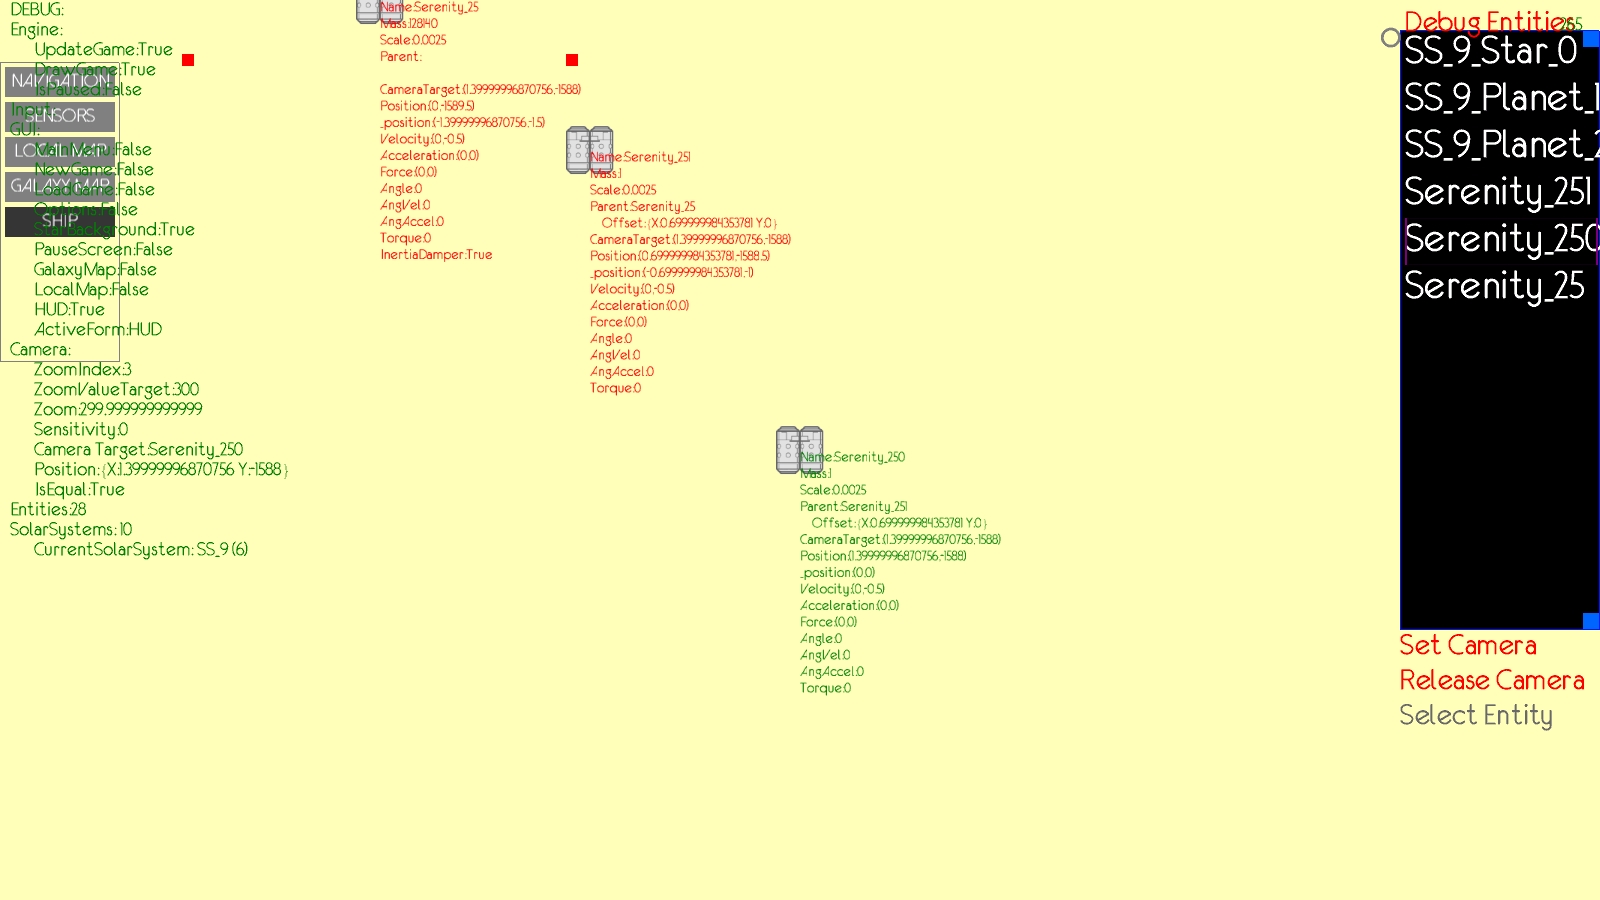 DEBUG:
Engine:
UpdateGame:True
DrawGame:True
IsPaused:False
Input:
GUI:
MainMenu:False
NewGame:False
LoadGame:False
Options:False
StarBackground:True
PauseScreen:False
GalaxyMap:False
LocalMap:False
HUD:True
ActiveForm:HUD
Camera:
ZoomIndex:3
ZoomValueTarget:300
Zoom:299.999999999999
Sensitivity:0
Camera Target:Serenity_250
Position:{X:1.39999996870756 Y:-1588}
IsEqual:True
Entities:28
SolarSystems: 10
CurrentSolarSystem: SS_9 (6)
NAVIGATION
SENSORS
LOCAL MAP
GALAXY MAP
SHIP
Name:Serenity_25
Mass:128140
Scale:0.0025
Parent:
CameraTarget:(1.39999996870756,-1588)
Position:(0,-1589.5)
_position:(-1.39999996870756,-1.5)
Velocity:(0,-0.5)
Acceleration:(0,0)
Force:(0,0)
Angle:0
AngVel:0
AngAccel:0
Torque:0
InertiaDamper:True
Name:Serenity_251
Mass:1
Scale:0.0025
Parent:Serenity_25
Offset:{X:0.699999984353781 Y:0}
CameraTarget:(1.39999996870756,-1588)
Position:(0.699999984353781,-1588.5)
_position:(-0.699999984353781,-1)
Velocity:(0,-0.5)
Acceleration:(0,0)
Force:(0,0)
Angle:0
AngVel:0
AngAccel:0
Torque:0
Name:Serenity_250
Mass:1
Scale:0.0025
Parent:Serenity_251
Offset:{X:0.699999984353781 Y:0}
CameraTarget:(1.39999996870756,-1588)
Position:(1.39999996870756,-1588)
_position:(0,0)
Velocity:(0,-0.5)
Acceleration:(0,0)
Force:(0,0)
Angle:0
AngVel:0
AngAccel:0
Torque:0
Debug Entities
SS_9_Star_0
SS_9_Planet_1
SS_9_Planet_2
Serenity_251
Serenity_250
Serenity_25
Set Camera
Release Camera
Select Entity